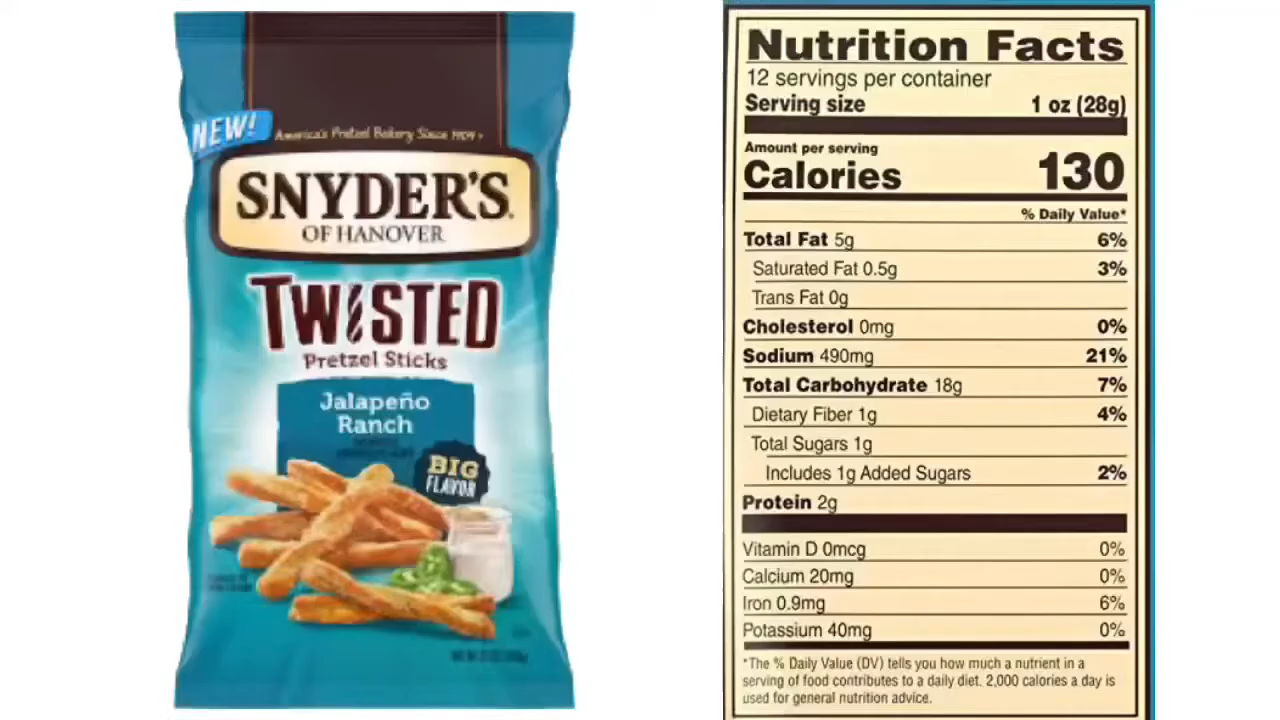 NEW!
America's Pretzel Bakery Since 1909
SNYDER'S
OF HANOVER
TWISTED
Pretzel Sticks
Jalapeño
Ranch
BIG
FLAVOR
Nutrition Facts
12 servings per container
Serving size 1 oz (28g)
Amount per serving
Calories 130
% Daily Value*
Total Fat 5g 6%
Saturated Fat 0.5g 3%
Trans Fat 0g
Cholesterol 0mg 0%
Sodium 490mg 21%
Total Carbohydrate 18g 7%
Dietary Fiber 1g 4%
Total Sugars 1g
Includes 1g Added Sugars 2%
Protein 2g
Vitamin D 0mcg 0%
Calcium 20mg 0%
Iron 0.9mg 6%
Potassium 40mg 0%
*The % Daily Value (DV) tells you how much a nutrient in a
serving of food contributes to a daily diet. 2,000 calories a day is
used for general nutrition advice.